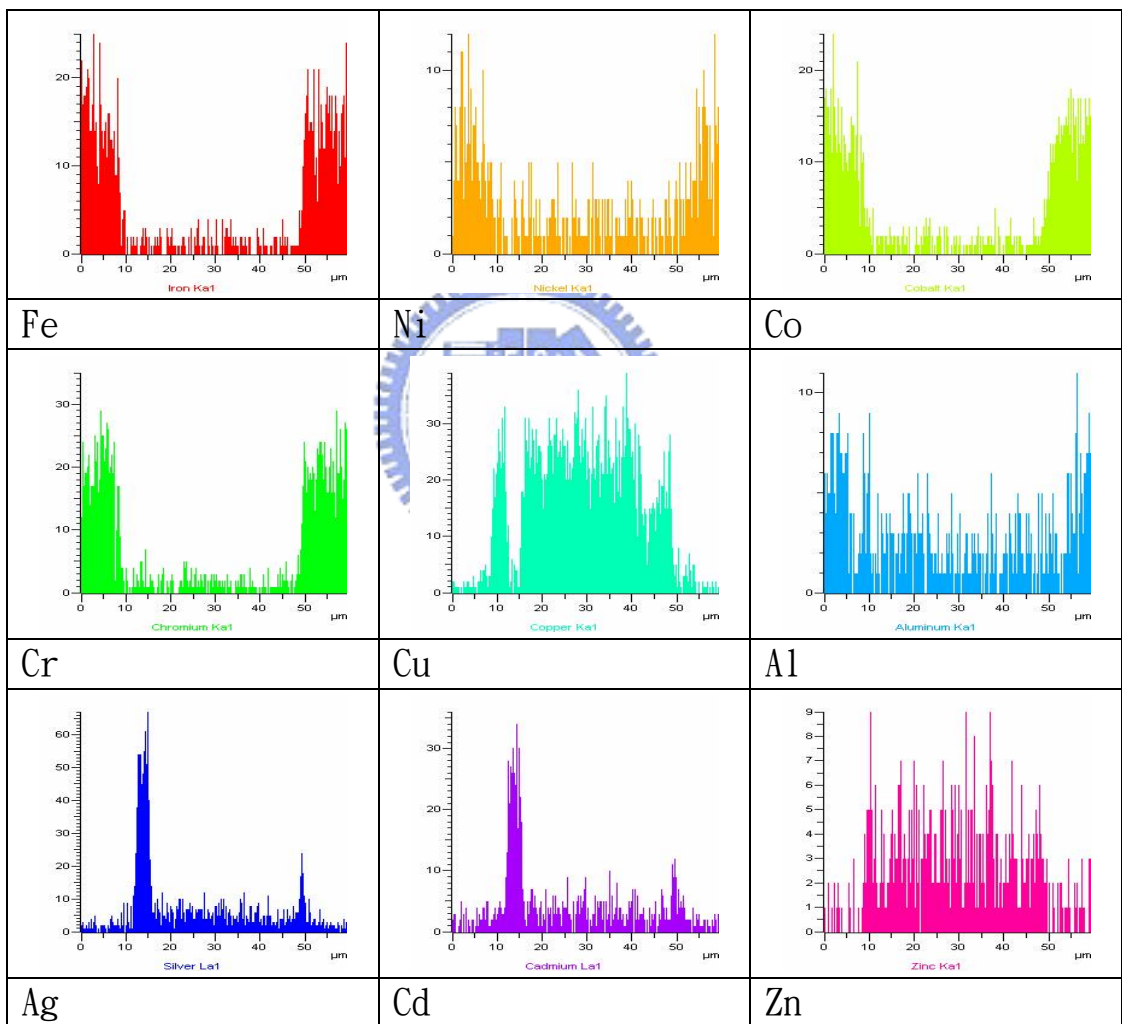 20
10
0
0 10 20 30 40 50
µm
Iron Ka1
10
0
0 10 20 30 40 50
µm
Nickel Ka1
20
10
0
0 10 20 30 40 50
µm
Cobalt Ka1
Fe
Ni
Co
30
20
10
0
0 10 20 30 40 50
µm
Chromium Ka1
30
20
10
0
0 10 20 30 40 50
µm
Copper Ka1
10
0
0 10 20 30 40 50
µm
Aluminum Ka1
Cr
Cu
Al
60
50
40
30
20
10
0
0 10 20 30 40 50
µm
Silver La1
30
20
10
0
0 10 20 30 40 50
µm
Cadmium La1
9
8
7
6
5
4
3
2
1
0
0 10 20 30 40 50
µm
Zinc Ka1
Ag
Cd
Zn